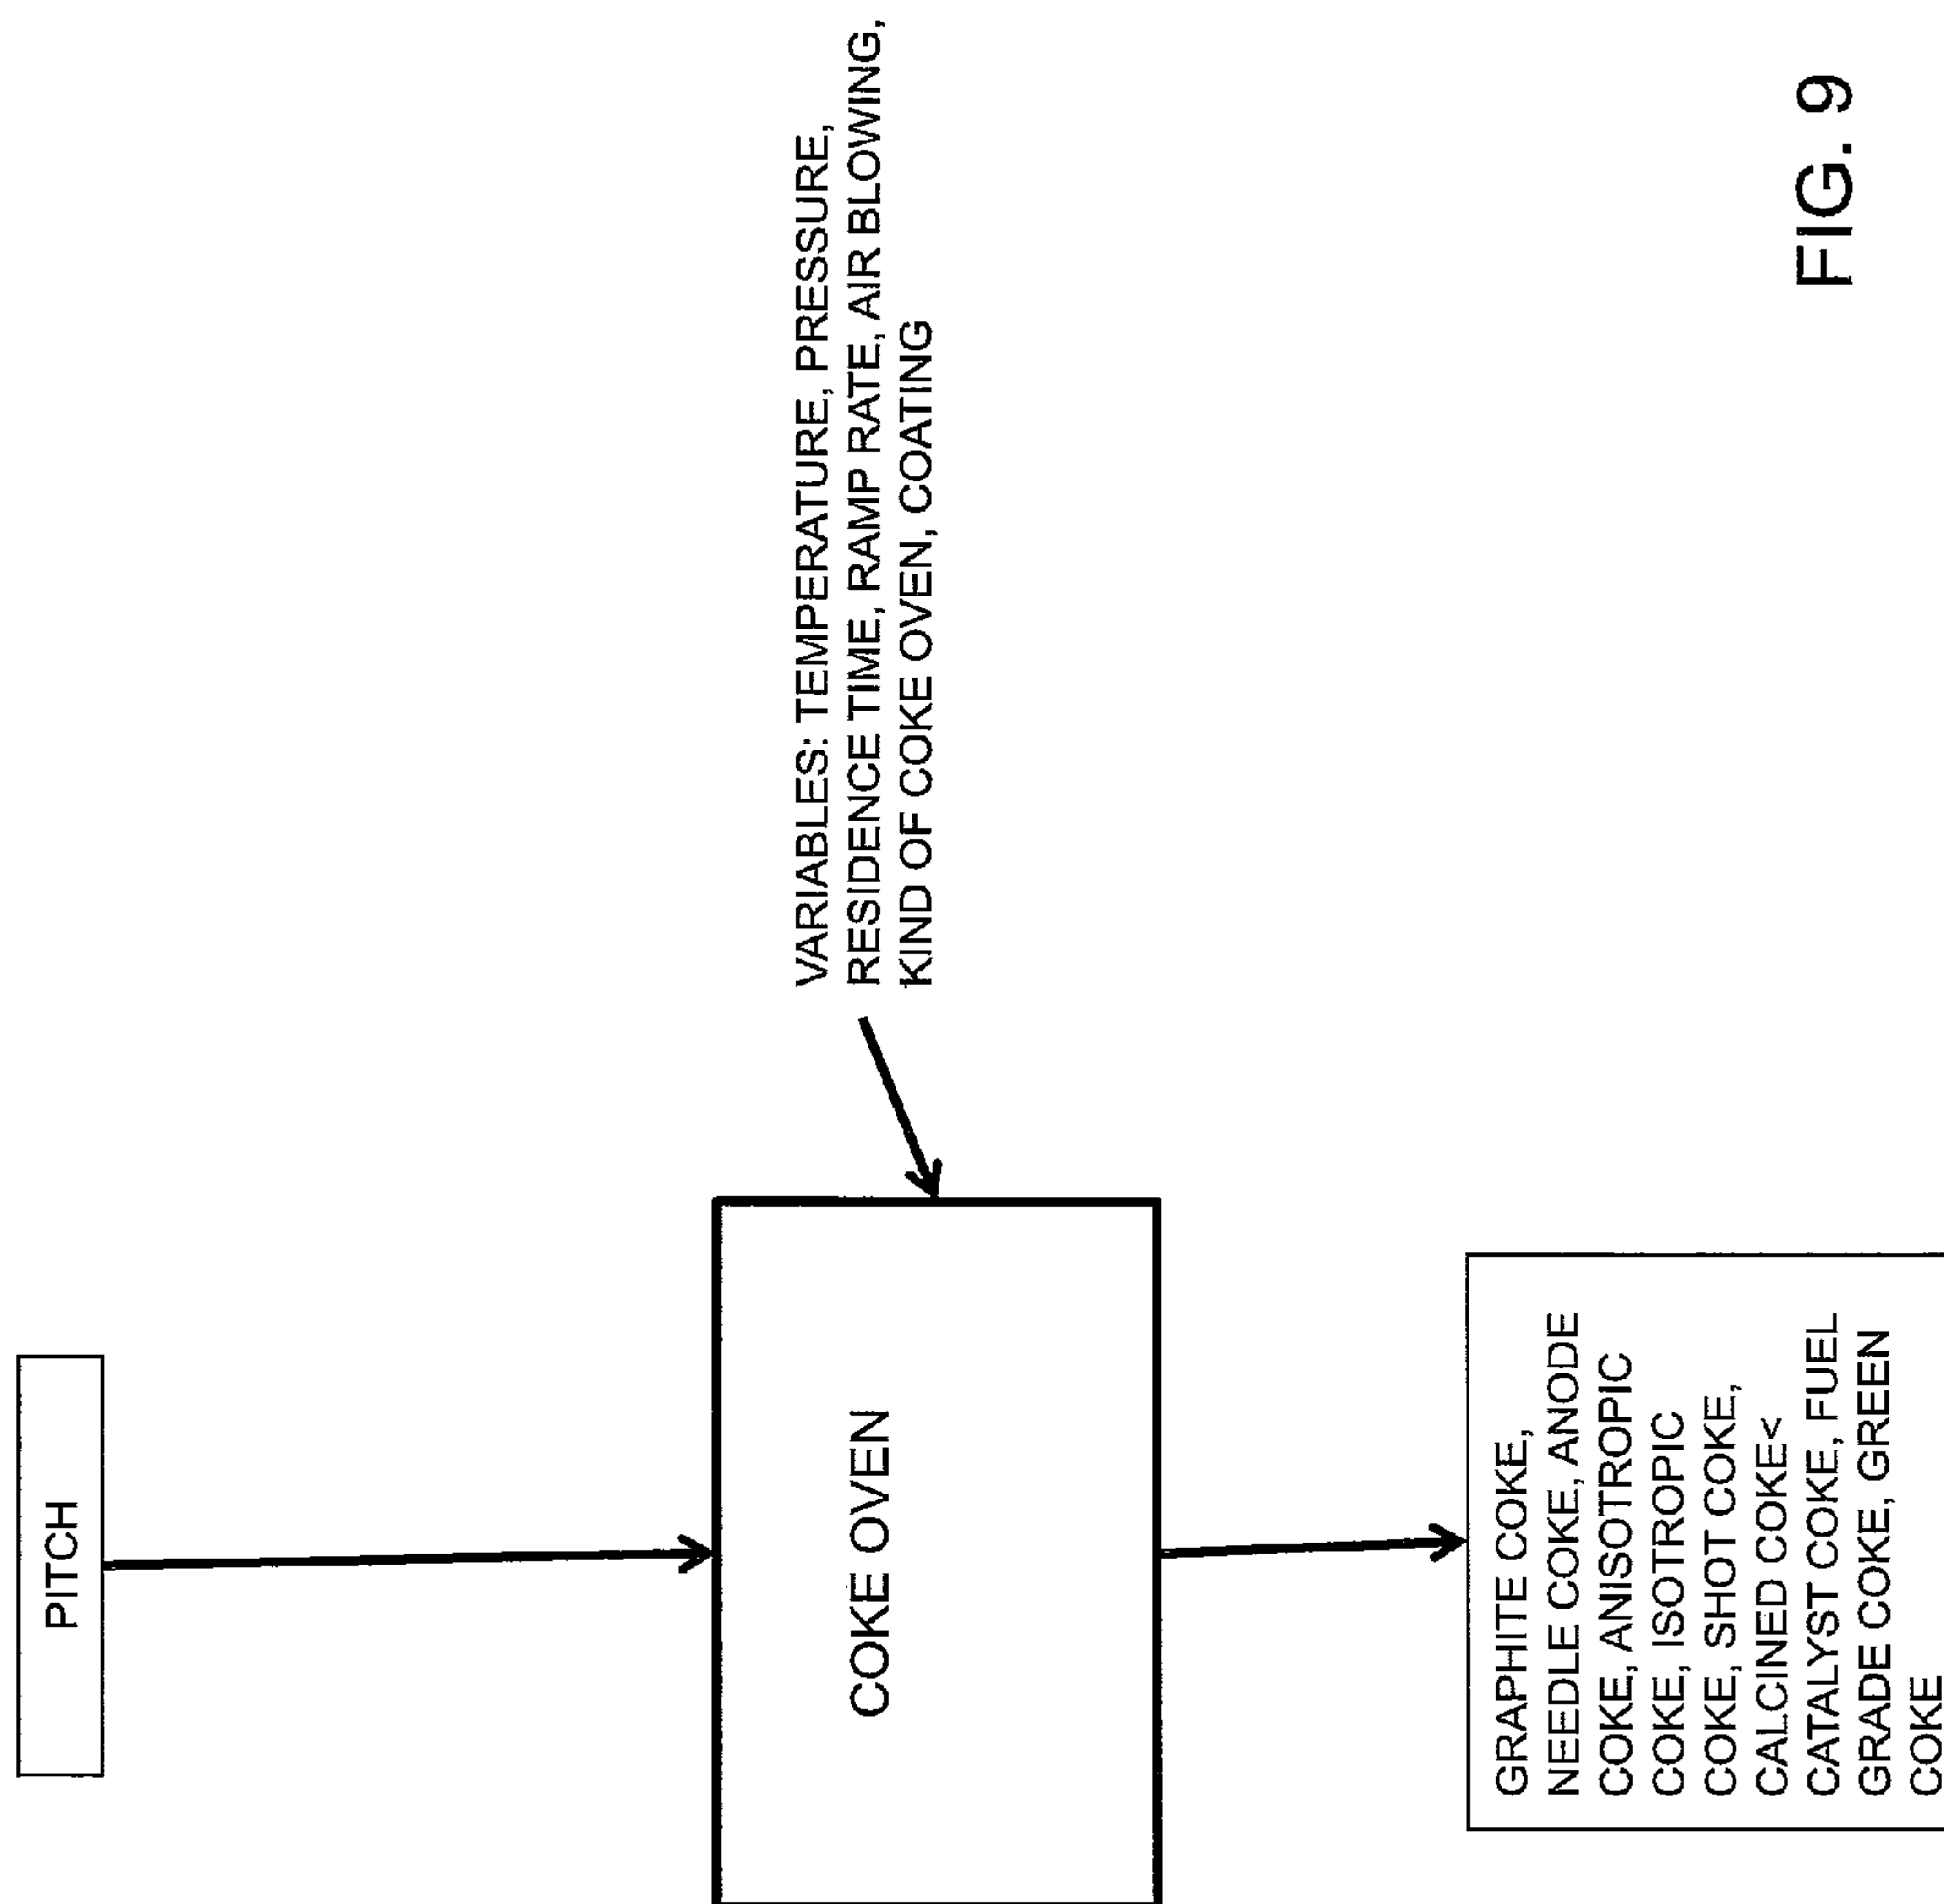 PITCH
COKE OVEN
VARIABLES: TEMPERATURE, PRESSURE,
RESIDENCE TIME, RAMP RATE, AIR BLOWING,
KIND OF COKE OVEN, COATING
GRAPHITE COKE,
NEEDLE COKE, ANODE
COKE, ANISOTROPIC
COKE, ISOTROPIC
COKE, SHOT COKE,
CALCINED COKE<
CATALYST COKE, FUEL
GRADE COKE, GREEN
COKE
FIG. 9